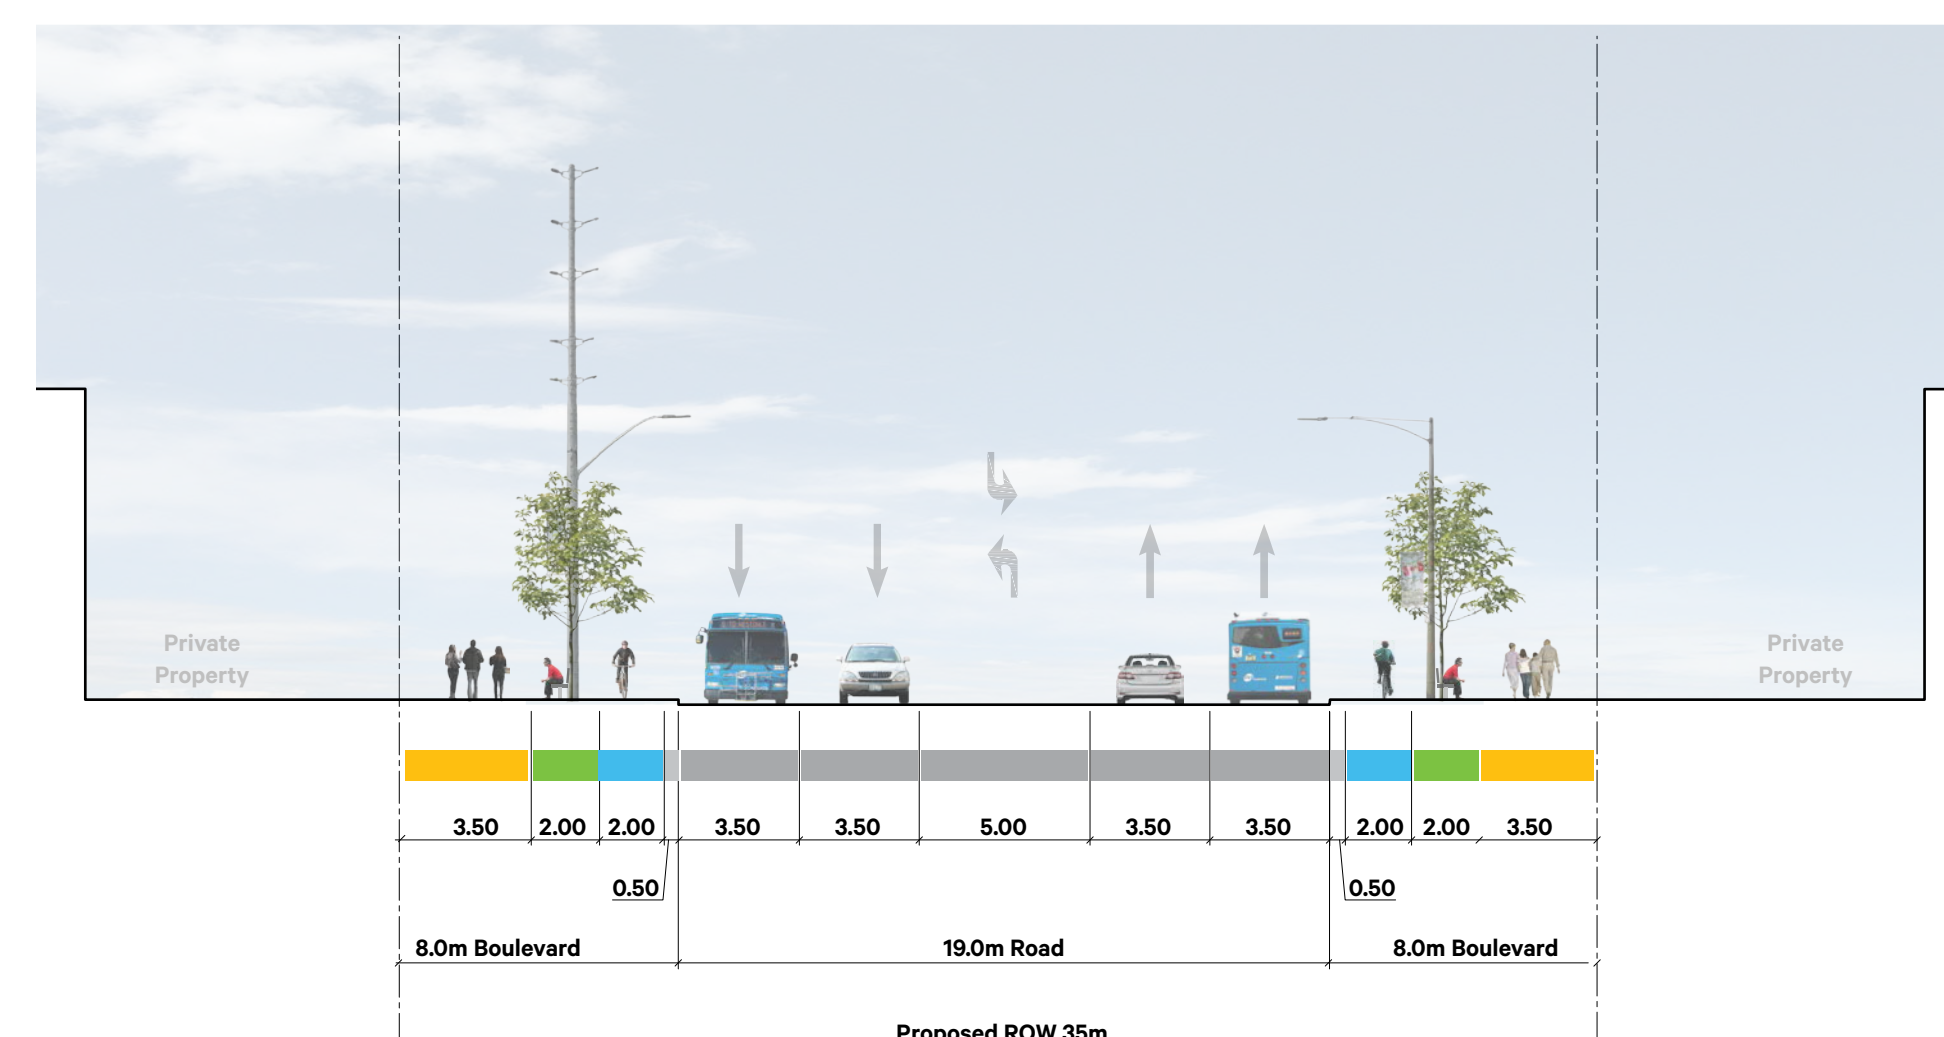 Private
Property
Private
Property
3.50 2.00 2.00 3.50 3.50 5.00 3.50 3.50 2.00 2.00 3.50
0.50 0.50
8.0m Boulevard 19.0m Road 8.0m Boulevard
Proposed ROW 35m